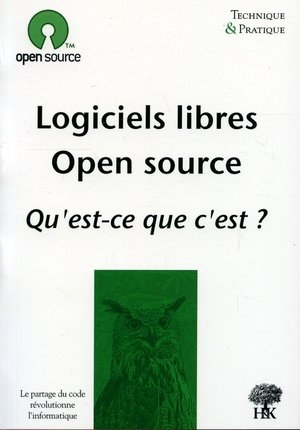 TM
open source
TECHNIQUE
& PRATIQUE
Logiciels libres
Open source
Qu'est-ce que c'est ?
Le partage du code
révolutionne
l'informatique
H&K